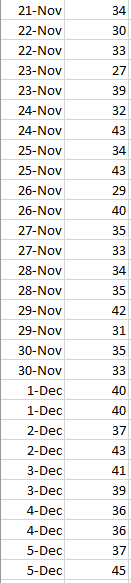 21-Nov 34
22-Nov 30
22-Nov 33
23-Nov 27
23-Nov 39
24-Nov 32
24-Nov 43
25-Nov 34
25-Nov 43
26-Nov 29
26-Nov 40
27-Nov 35
27-Nov 33
28-Nov 34
28-Nov 35
29-Nov 42
29-Nov 31
30-Nov 35
30-Nov 33
1-Dec 40
1-Dec 40
2-Dec 37
2-Dec 43
3-Dec 41
3-Dec 39
4-Dec 36
4-Dec 36
5-Dec 37
5-Dec 45